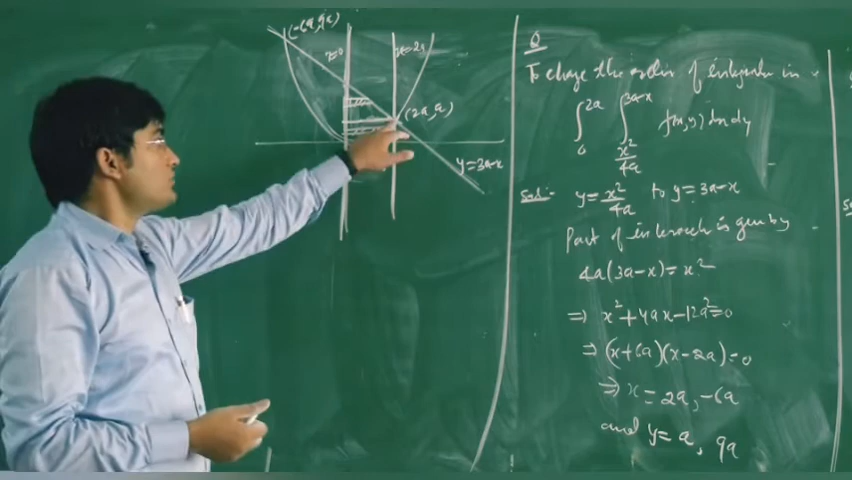 (-6a, 9a)
x=0
x=2a
(2a, a)
y=3a-x
Q
To change the order of integration in
∫₀^{2a} ∫_{x²/4a}^{3a-x} f(x,y) dx dy
Sol:- y = x²/4a to y = 3a-x
Point of is given by
4a(3a-x) = x²
⇒ x² + 4ax - 12a² = 0
⇒ (x+6a)(x-2a) = 0
⇒ x = 2a, -6a
and y = a, 9a